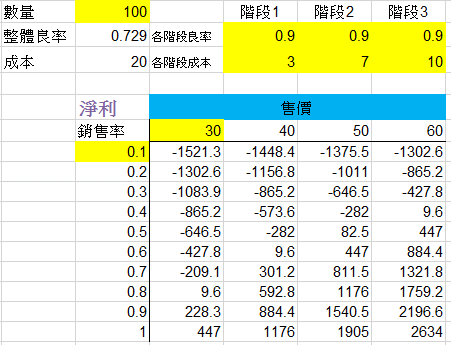 數量 100 階段1 階段2 階段3
整體良率 0.729 各階段良率 0.9 0.9 0.9
成本 20 各階段成本 3 7 10
淨利 售價
銷售率 30 40 50 60
0.1 -1521.3 -1448.4 -1375.5 -1302.6
0.2 -1302.6 -1156.8 -1011 -865.2
0.3 -1083.9 -865.2 -646.5 -427.8
0.4 -865.2 -573.6 -282 9.6
0.5 -646.5 -282 82.5 447
0.6 -427.8 9.6 447 884.4
0.7 -209.1 301.2 811.5 1321.8
0.8 9.6 592.8 1176 1759.2
0.9 228.3 884.4 1540.5 2196.6
1 447 1176 1905 2634